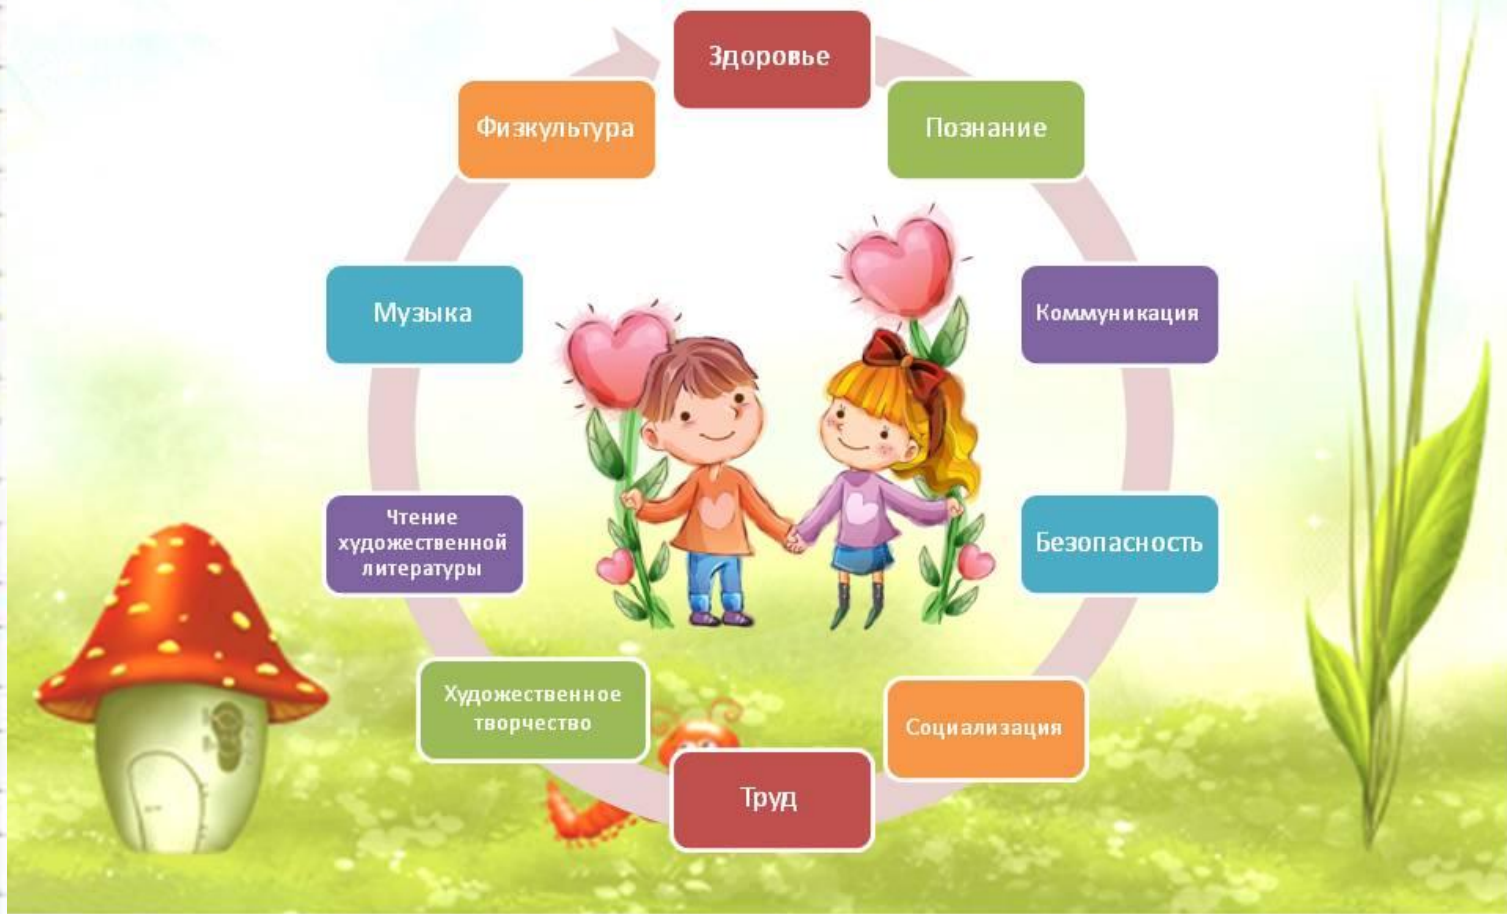 Здоровье
Познание
Коммуникация
Безопасность
Социализация
Труд
Художественное
творчество
Чтение
художественной
литературы
Музыка
Физкультура